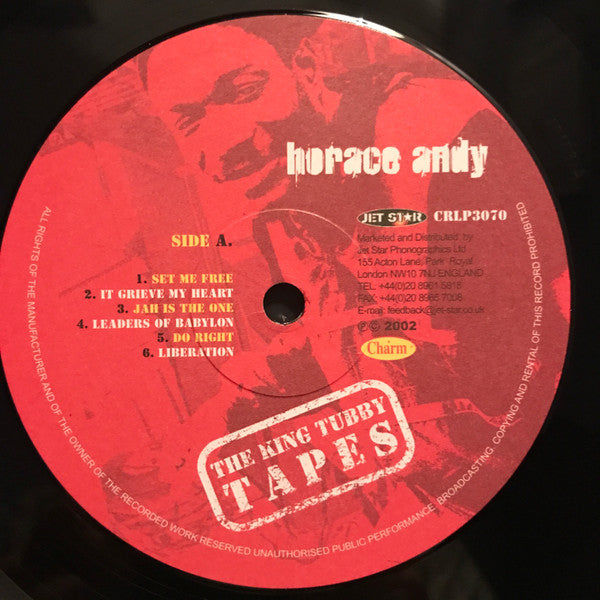 horace andy
JET STAR CRLP3070
SIDE A.
Marketed and Distributed by
Jet Star Phonographics Ltd
155 Acton Lane, Park Royal
London NW10 7NJ ENGLAND
TEL: +44(0)20 8961 5818
FAX: +44(0)20 8965 7008
E-mail: feedback@jet-star.co.uk
℗ © 2002
Charm
1. SET ME FREE
2. IT GRIEVE MY HEART
3. JAH IS THE ONE
4. LEADERS OF BABYLON
5. DO RIGHT
6. LIBERATION
THE KING TUBBY
TAPES
ALL RIGHTS OF THE MANUFACTURER AND OF THE OWNER OF THE RECORDED WORK RESERVED UNAUTHORISED PUBLIC PERFORMANCE, BROADCASTING, COPYING AND RENTAL OF THIS RECORD PROHIBITED